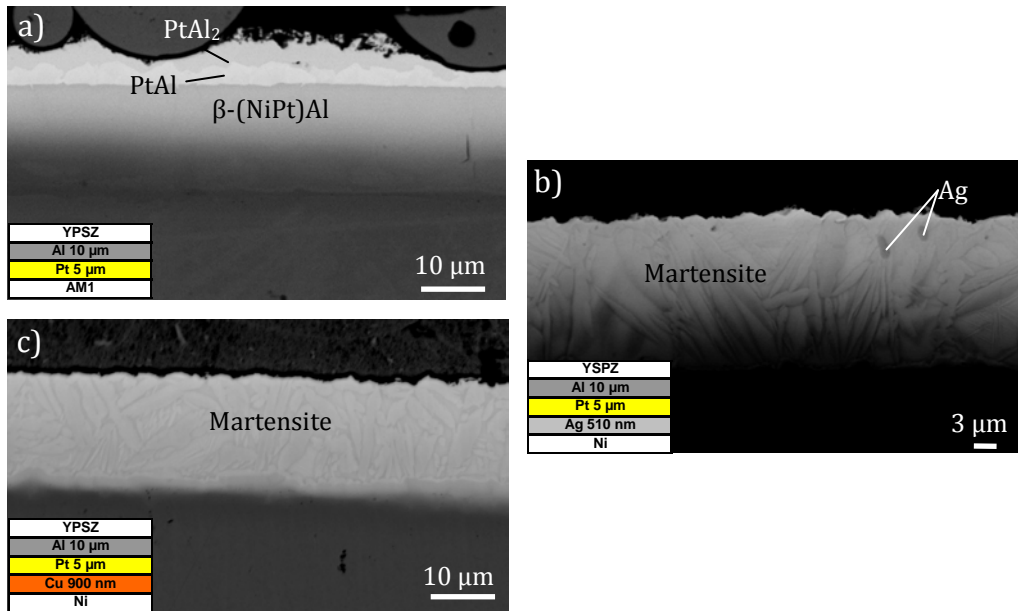 a)
PtAl₂
PtAl
β-(NiPt)Al
YPSZ
Al 10 µm
Pt 5 µm
AM1
10 µm
b)
Ag
Martensite
YSPZ
Al 10 µm
Pt 5 µm
Ag 510 nm
Ni
3 µm
c)
Martensite
YPSZ
Al 10 µm
Pt 5 µm
Cu 900 nm
Ni
10 µm